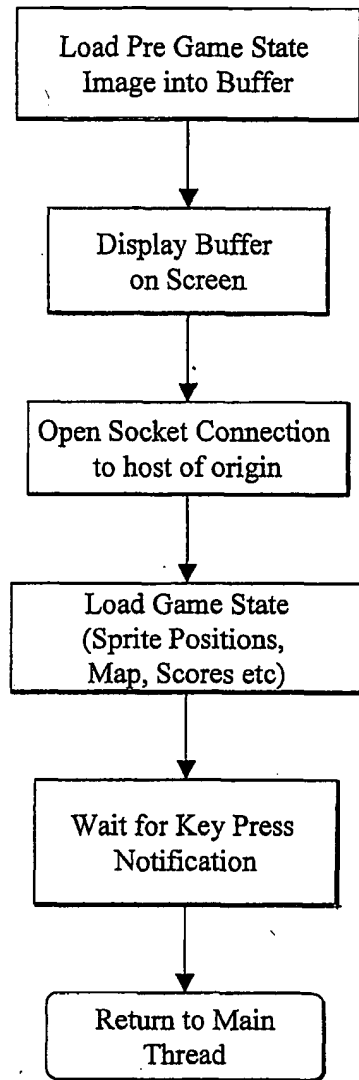 Load Pre Game State
Image into Buffer
Display Buffer
on Screen
Open Socket Connection
to host of origin
Load Game State
(Sprite Positions,
Map, Scores etc)
Wait for Key Press
Notification
Return to Main
Thread